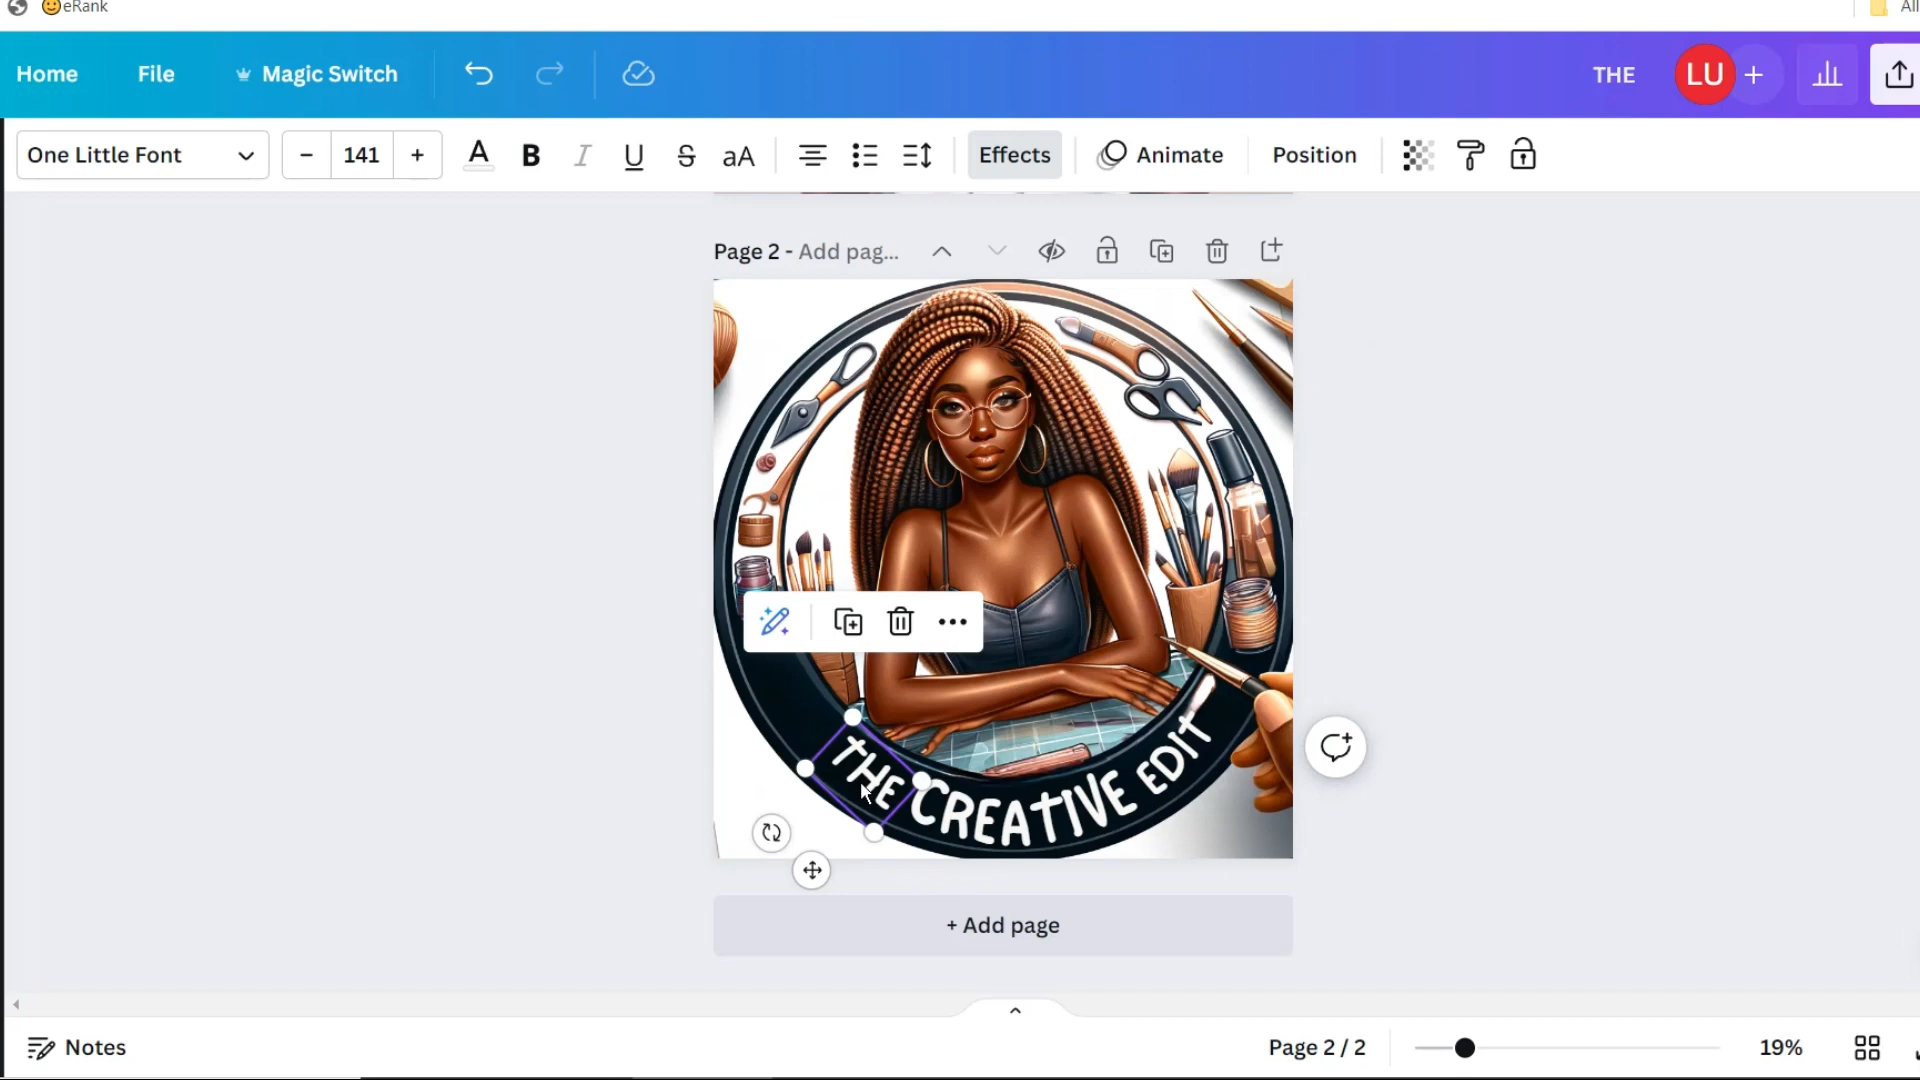 eRank
All
Home File Magic Switch THE LU +
One Little Font - 141 + A B I U S aA Effects Animate Position
Page 2 - Add pag...
THE CREATIVE EDIT
+ Add page
Notes Page 2 / 2 19%